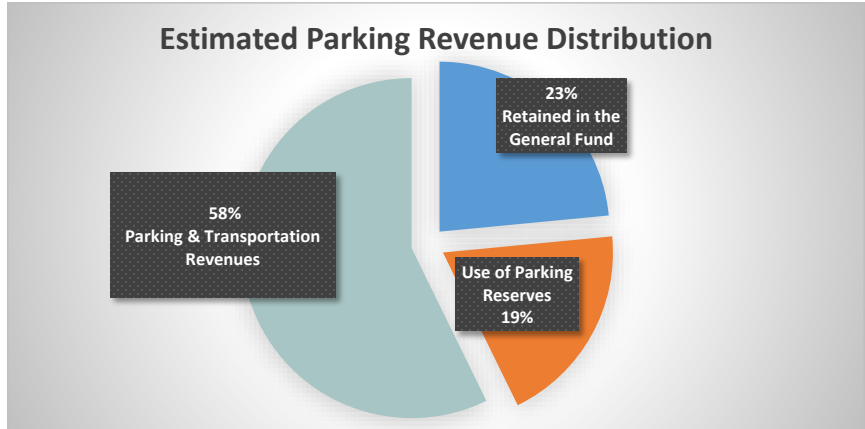 Estimated Parking Revenue Distribution
23%
Retained in the
General Fund
58%
Parking & Transportation
Revenues
Use of Parking
Reserves
19%